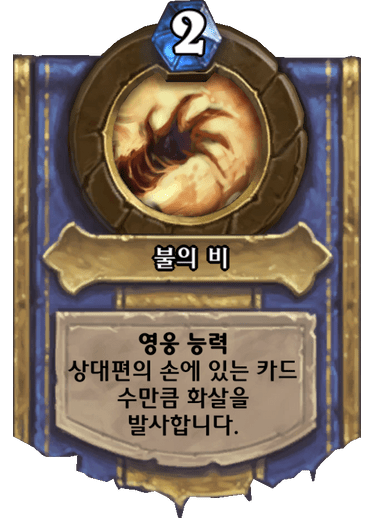 2
불의 비
영웅 능력
상대편의 손에 있는 카드
수만큼 화살을
발사합니다.